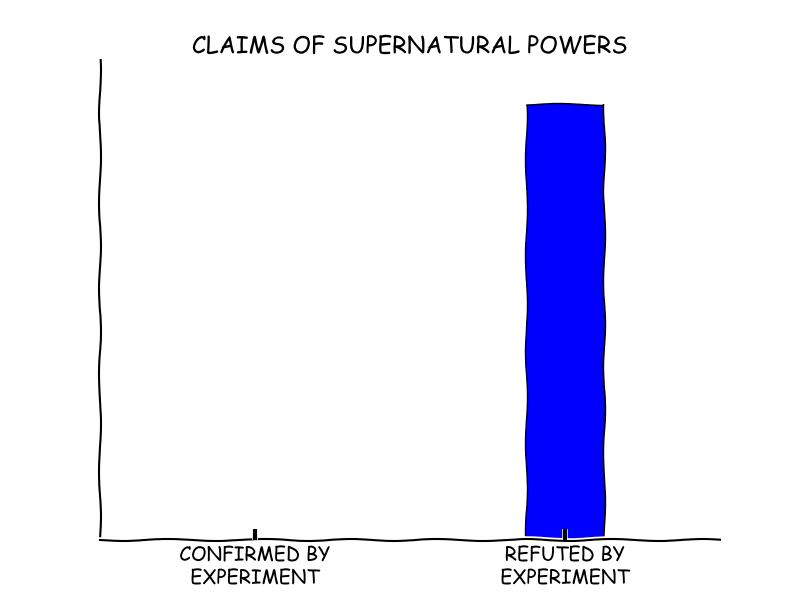 CLAIMS OF SUPERNATURAL POWERS
CONFIRMED BY
EXPERIMENT
REFUTED BY
EXPERIMENT